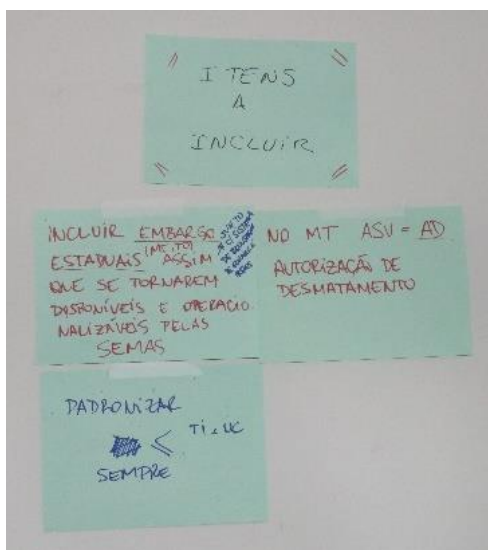 ITENS
A
INCLUIR
INCLUIR EMBARGO
(MT, TO)
ESTADUAIS ASSIM
QUE SE TORNAREM
DISPONÍVEIS E OPERACIO
NALIZÁVEIS PELAS
SEMAS
NO MT ASV = AD
AUTORIZAÇÃO DE
DESMATAMENTO
PADRONIZAR
< TI e UC
SEMPRE